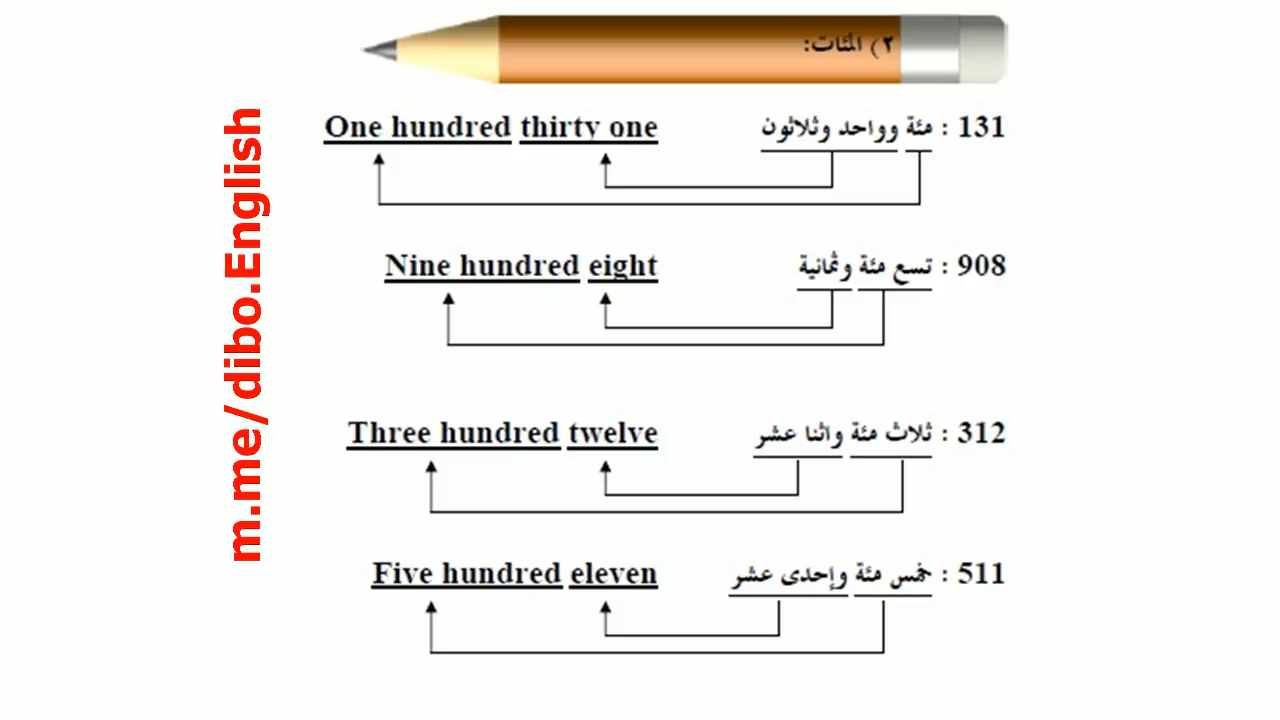 ٢) المئات:
131 : مئة وواحد وثلاثون One hundred thirty one
908 : تسع مئة وثمانية Nine hundred eight
312 : ثلاث مئة واثنا عشر Three hundred twelve
511 : خمس مئة وإحدى عشر Five hundred eleven
m.me/dibo.English